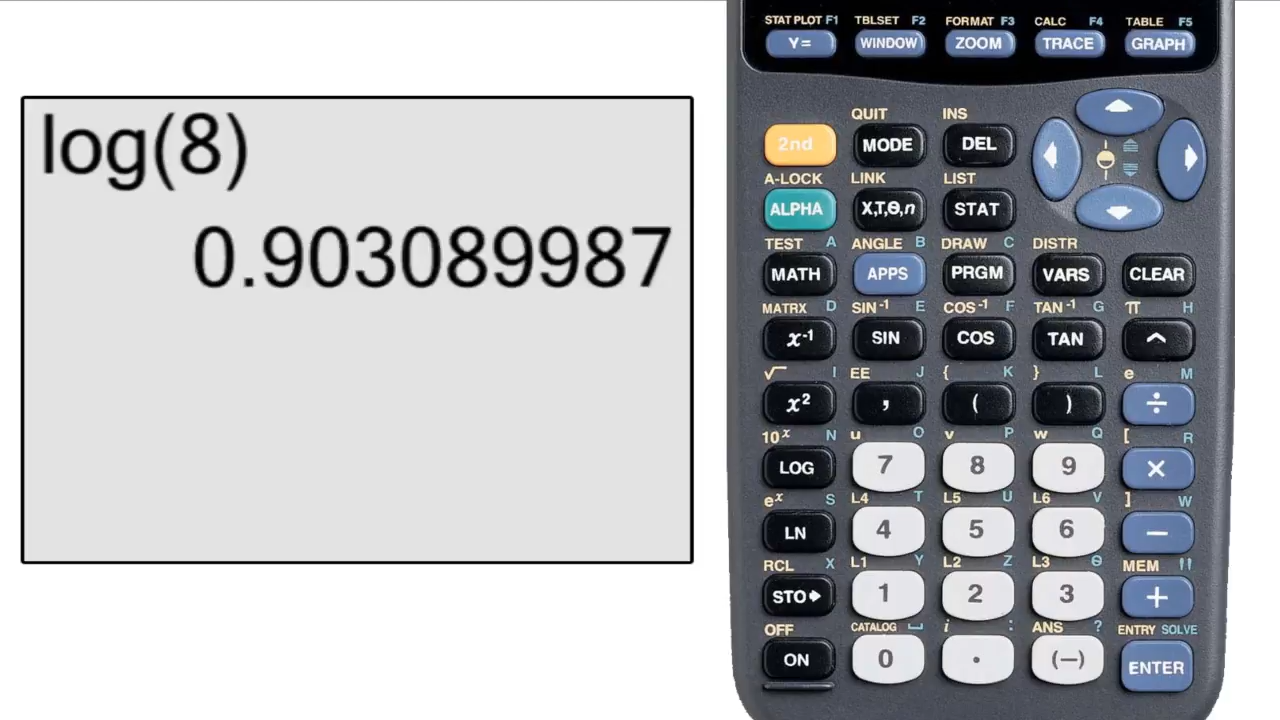 log(8)
0.903089987
STAT PLOT F1 TBLSET F2 FORMAT F3 CALC F4 TABLE F5
Y= WINDOW ZOOM TRACE GRAPH
QUIT INS
2nd MODE DEL
A-LOCK LINK LIST
ALPHA X,T,Θ,n STAT
TEST A ANGLE B DRAW C DISTR
MATH APPS PRGM VARS CLEAR
MATRX D SIN⁻¹ E COS⁻¹ F TAN⁻¹ G π H
x⁻¹ SIN COS TAN ^
√ I EE J { K } L e M
x² , ( ) ÷
10ˣ N u O v P w Q [ R
LOG 7 8 9 ×
eˣ S L4 T L5 U L6 V ] W
LN 4 5 6 −
RCL X L1 Y L2 Z L3 Θ MEM "
STO▶ 1 2 3 +
OFF CATALOG ⎵ i : ANS ? ENTRY SOLVE
ON 0 . (−) ENTER